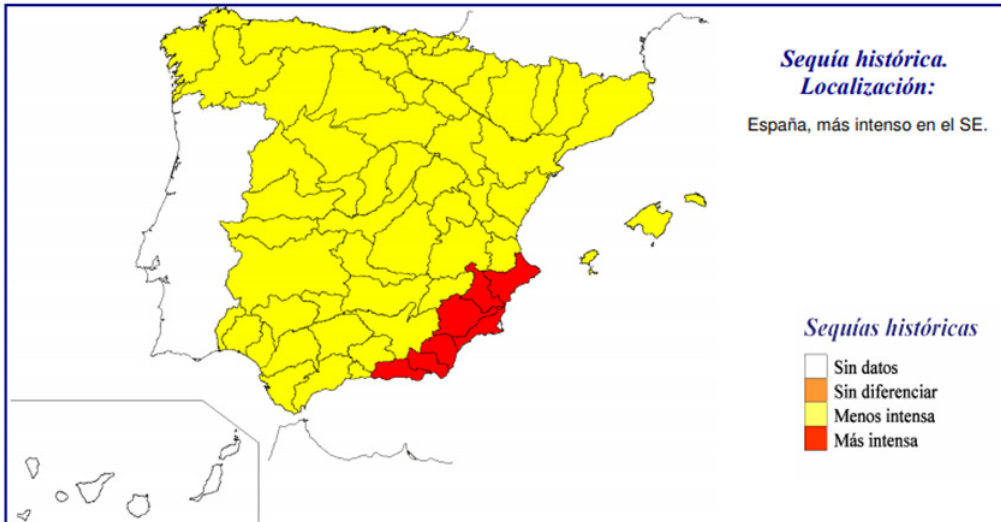 Sequía histórica.
Localización:
España, más intenso en el SE.
Sequías históricas
Sin datos
Sin diferenciar
Menos intensa
Más intensa